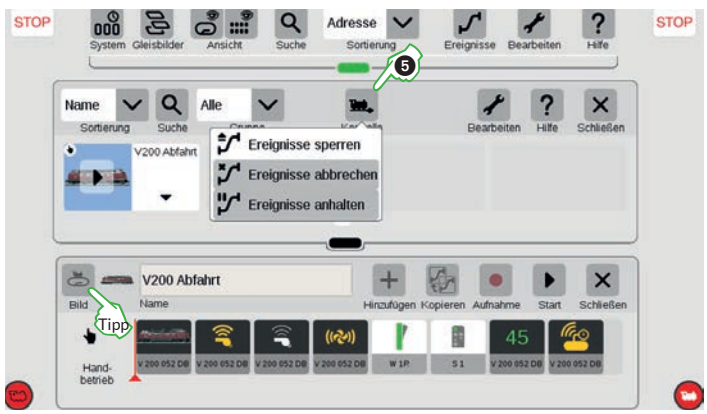 STOP
Adresse
STOP
System Gleisbilder Ansicht Suche Sortierung Ereignisse Bearbeiten Hilfe
5
Name Alle
Sortierung Suche Gruppe Kontrolle Bearbeiten Hilfe Schließen
V200 Abfahrt
Ereignisse sperren
Ereignisse abbrechen
Ereignisse anhalten
V200 Abfahrt
Bild Name Hinzufügen Kopieren Aufnahme Start Schließen
Tipp
45
Hand-
betrieb
V 200 052 DB V 200 052 DB V 200 052 DB V 200 052 DB W 1R S 1 V 200 052 DB V 200 052 DB